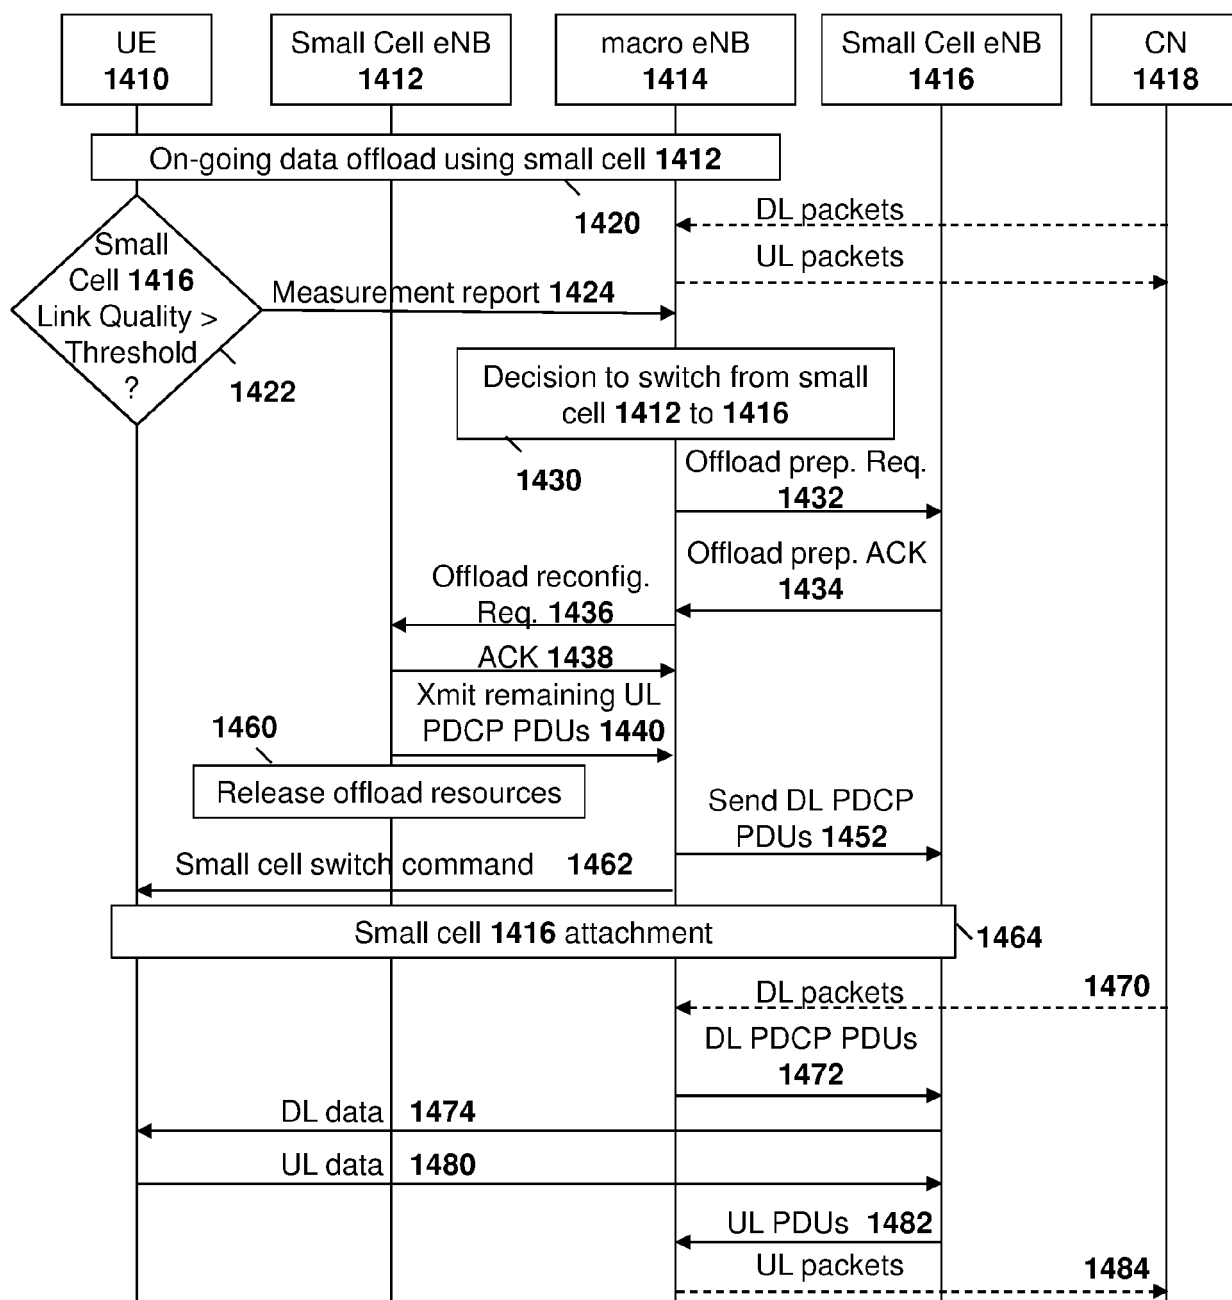 UE
1410
Small Cell eNB
1412
macro eNB
1414
Small Cell eNB
1416
CN
1418
On-going data offload using small cell 1412
1420
DL packets
UL packets
Small
Cell 1416
Link Quality >
Threshold
?
1422
Measurement report 1424
Decision to switch from small
cell 1412 to 1416
1430
Offload prep. Req.
1432
Offload prep. ACK
1434
Offload reconfig.
Req. 1436
ACK 1438
Xmit remaining UL
PDCP PDUs 1440
1460
Release offload resources
Send DL PDCP
PDUs 1452
Small cell switch command 1462
Small cell 1416 attachment
1464
DL packets 1470
DL PDCP PDUs
1472
DL data 1474
UL data 1480
UL PDUs 1482
UL packets 1484